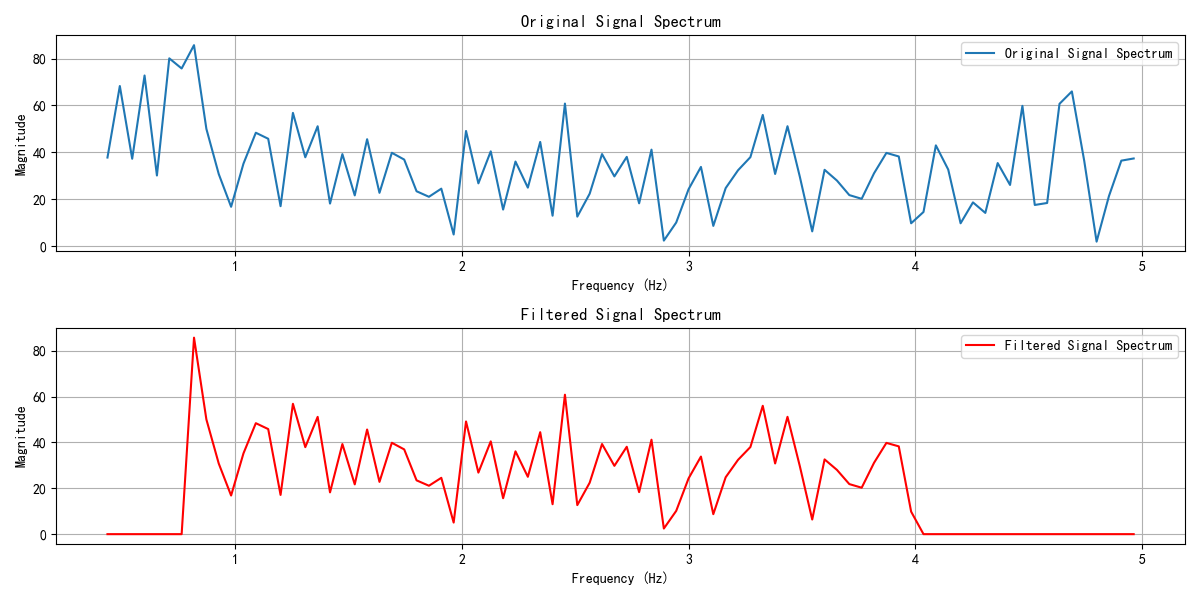 Original Signal Spectrum
Original Signal Spectrum
Magnitude
80
60
40
20
0
1 2 3 4 5
Frequency (Hz)
Filtered Signal Spectrum
Filtered Signal Spectrum
Magnitude
80
60
40
20
0
1 2 3 4 5
Frequency (Hz)